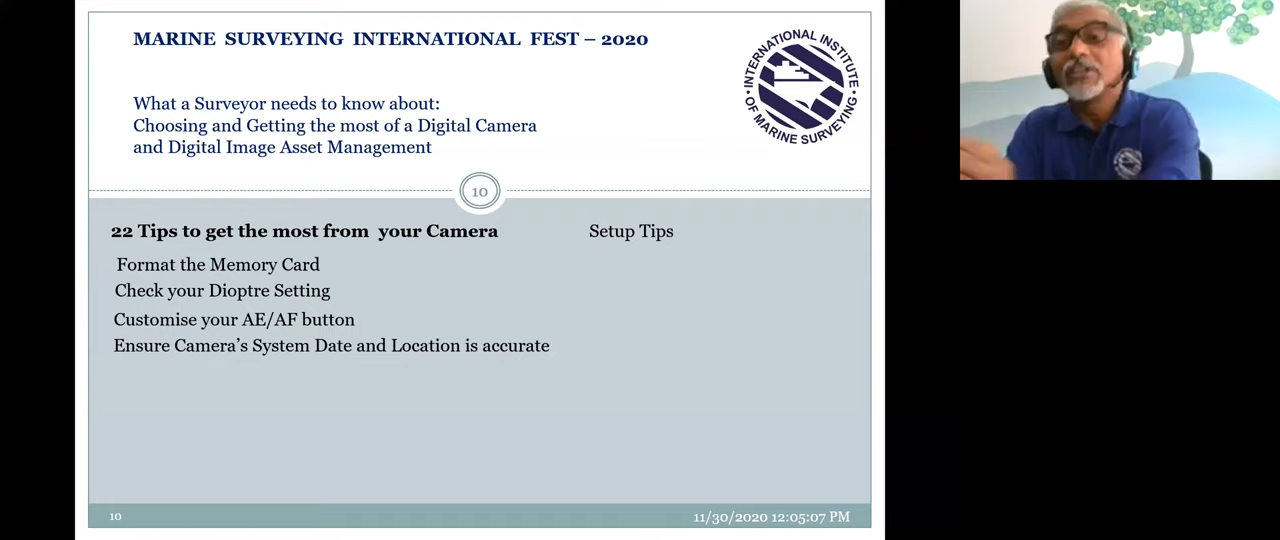 MARINE SURVEYING INTERNATIONAL FEST – 2020
INTERNATIONAL INSTITUTE
• OF MARINE SURVEYING •
What a Surveyor needs to know about:
Choosing and Getting the most of a Digital Camera
and Digital Image Asset Management
10
22 Tips to get the most from your Camera
Setup Tips
Format the Memory Card
Check your Dioptre Setting
Customise your AE/AF button
Ensure Camera's System Date and Location is accurate
10
11/30/2020 12:05:07 PM